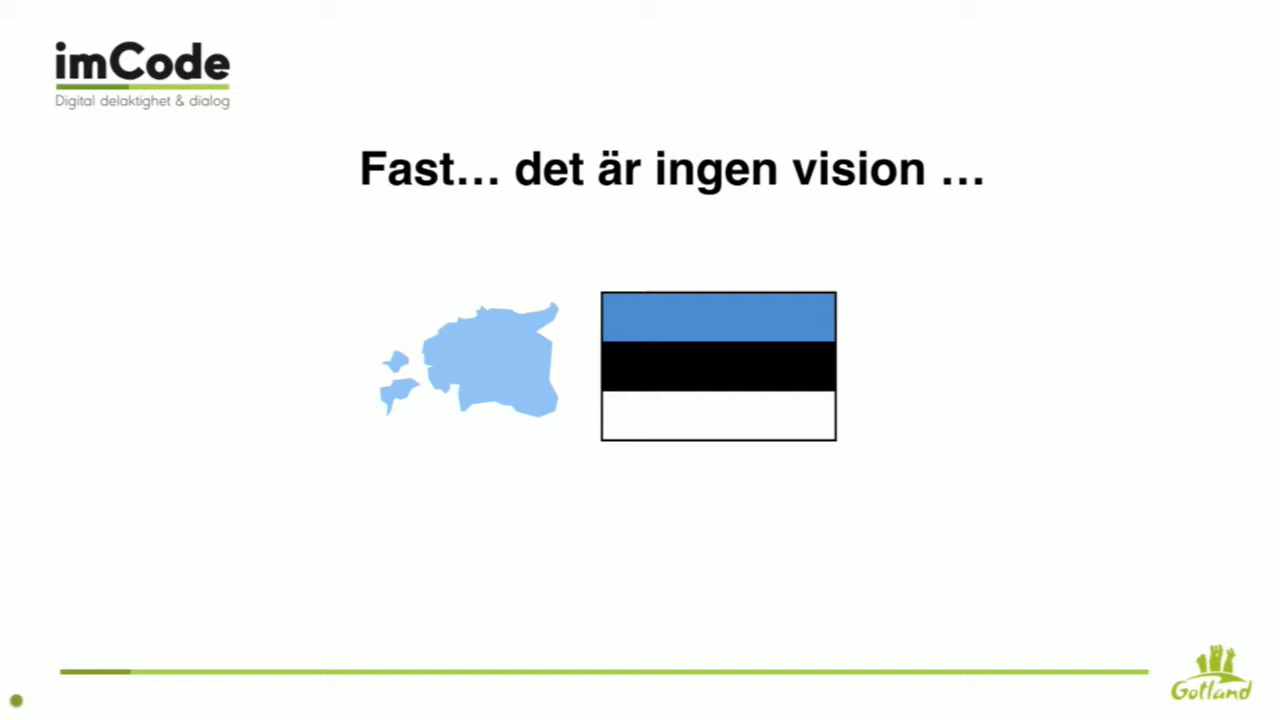 imCode
Digital delaktighet & dialog
Fast… det är ingen vision …
Gotland